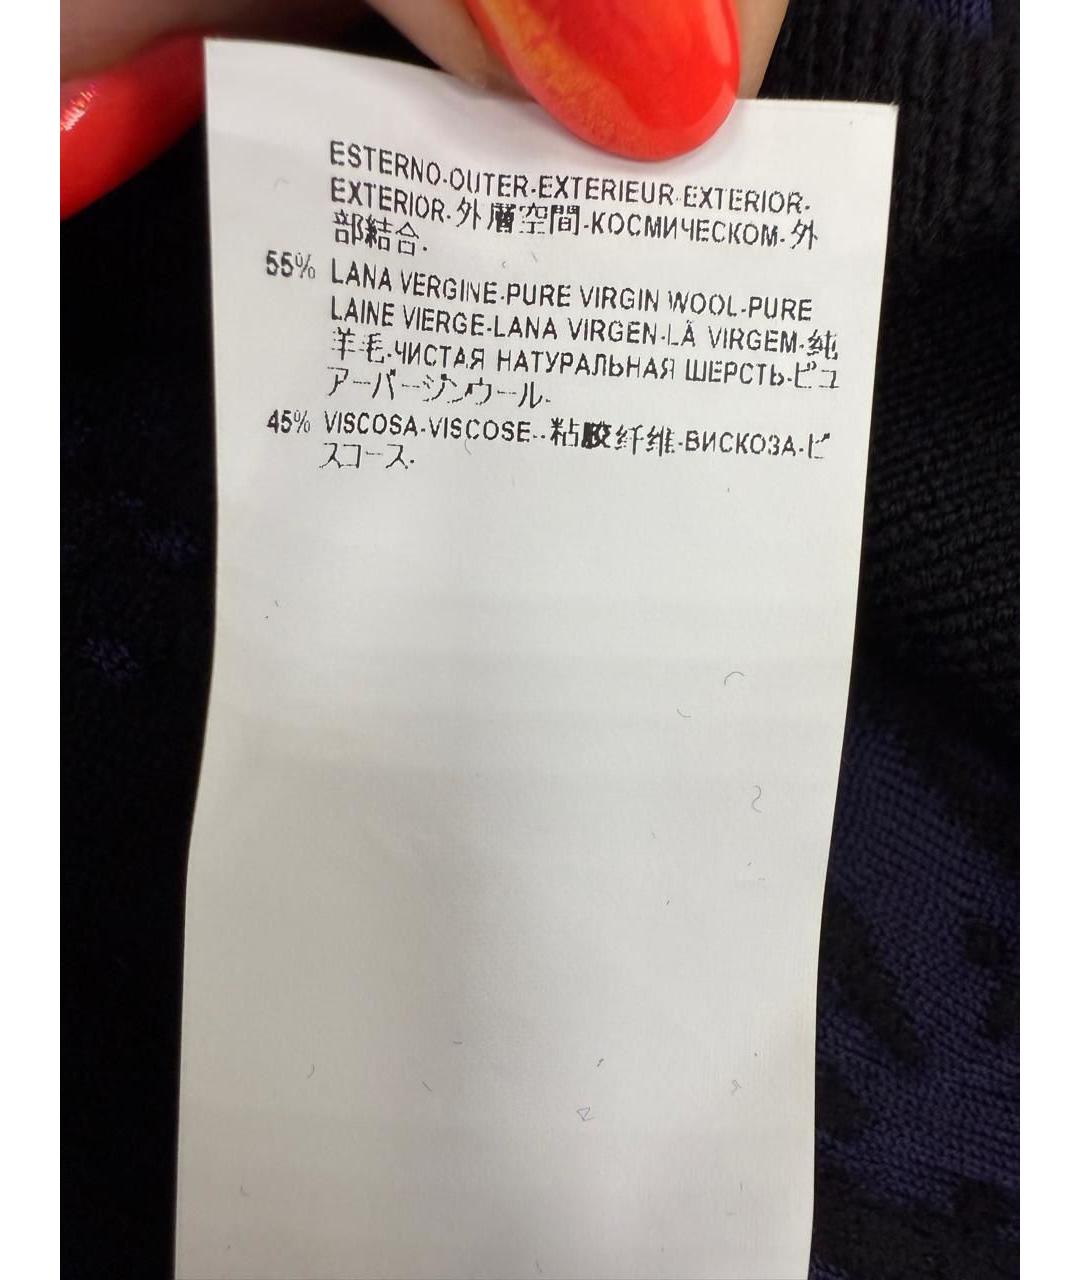 ESTERNO-OUTER-EXTERIEUR-EXTERIOR-
EXTERIOR-外層空間-КОСМИЧЕСКОМ-外
部結合-
55% LANA VERGINE-PURE VIRGIN WOOL-PURE
LAINE VIERGE-LANA VIRGEN-LÃ VIRGEM-纯
羊毛-ЧИСТАЯ НАТУРАЛЬНАЯ ШЕРСТЬ-ピュ
アーバージンウール-
45% VISCOSA-VISCOSE--粘胶纤维-ВИСКОЗА-ビ
スコース-